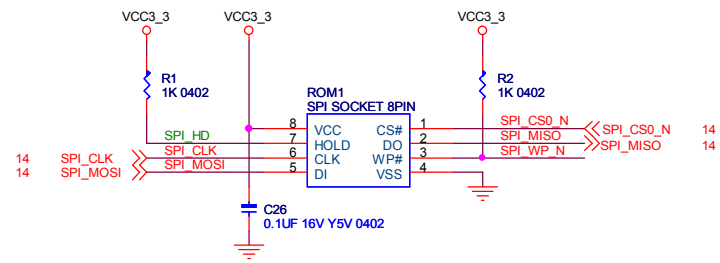 VCC3_3 VCC3_3 VCC3_3
R1
1K 0402
R2
1K 0402
ROM1
SPI SOCKET 8PIN
SPI_HD
SPI_CLK
SPI_MOSI
14 SPI_CLK
14 SPI_MOSI
8 VCC CS# 1
7 HOLD DO 2
6 CLK WP# 3
5 DI VSS 4
SPI_CS0_N
SPI_MISO
SPI_WP_N
SPI_CS0_N 14
SPI_MISO 14
C26
0.1UF 16V Y5V 0402